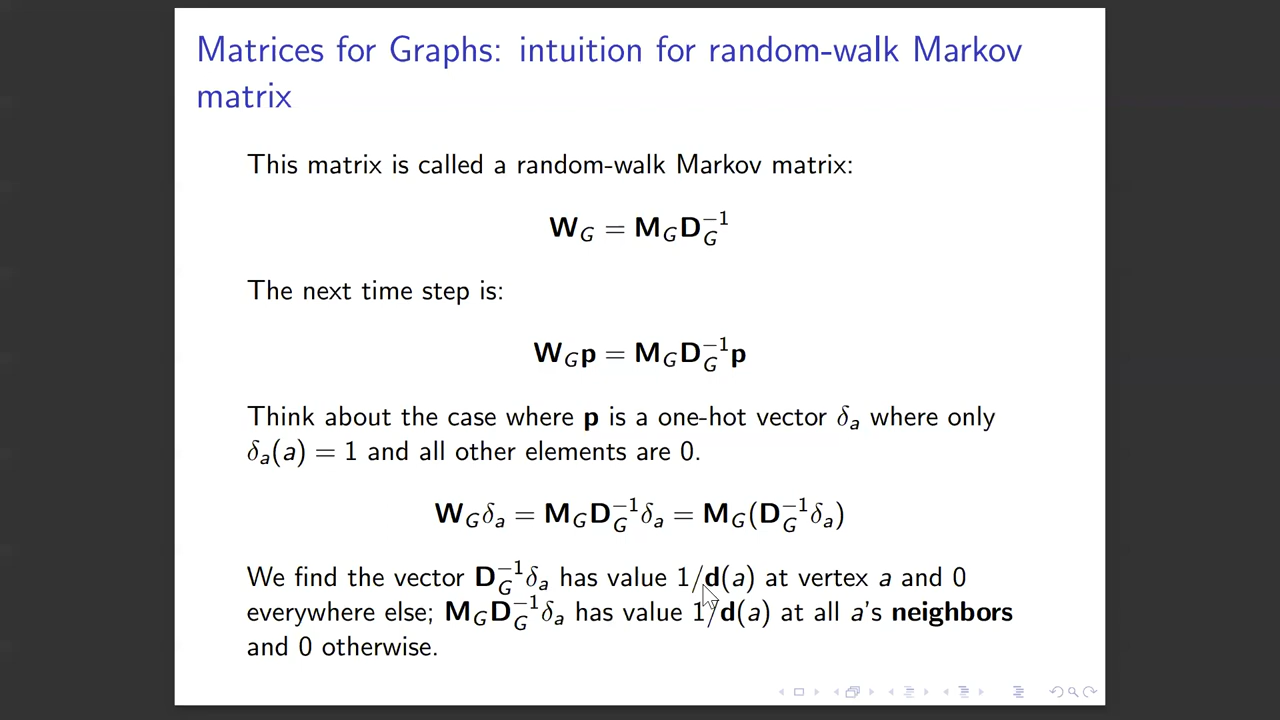 Matrices for Graphs: intuition for random-walk Markov
matrix
This matrix is called a random-walk Markov matrix:
W_G = M_G D_G^{-1}
The next time step is:
W_G p = M_G D_G^{-1} p
Think about the case where p is a one-hot vector δ_a where only
δ_a(a) = 1 and all other elements are 0.
W_G δ_a = M_G D_G^{-1} δ_a = M_G(D_G^{-1} δ_a)
We find the vector D_G^{-1} δ_a has value 1/d(a) at vertex a and 0
everywhere else; M_G D_G^{-1} δ_a has value 1/d(a) at all a's neighbors
and 0 otherwise.